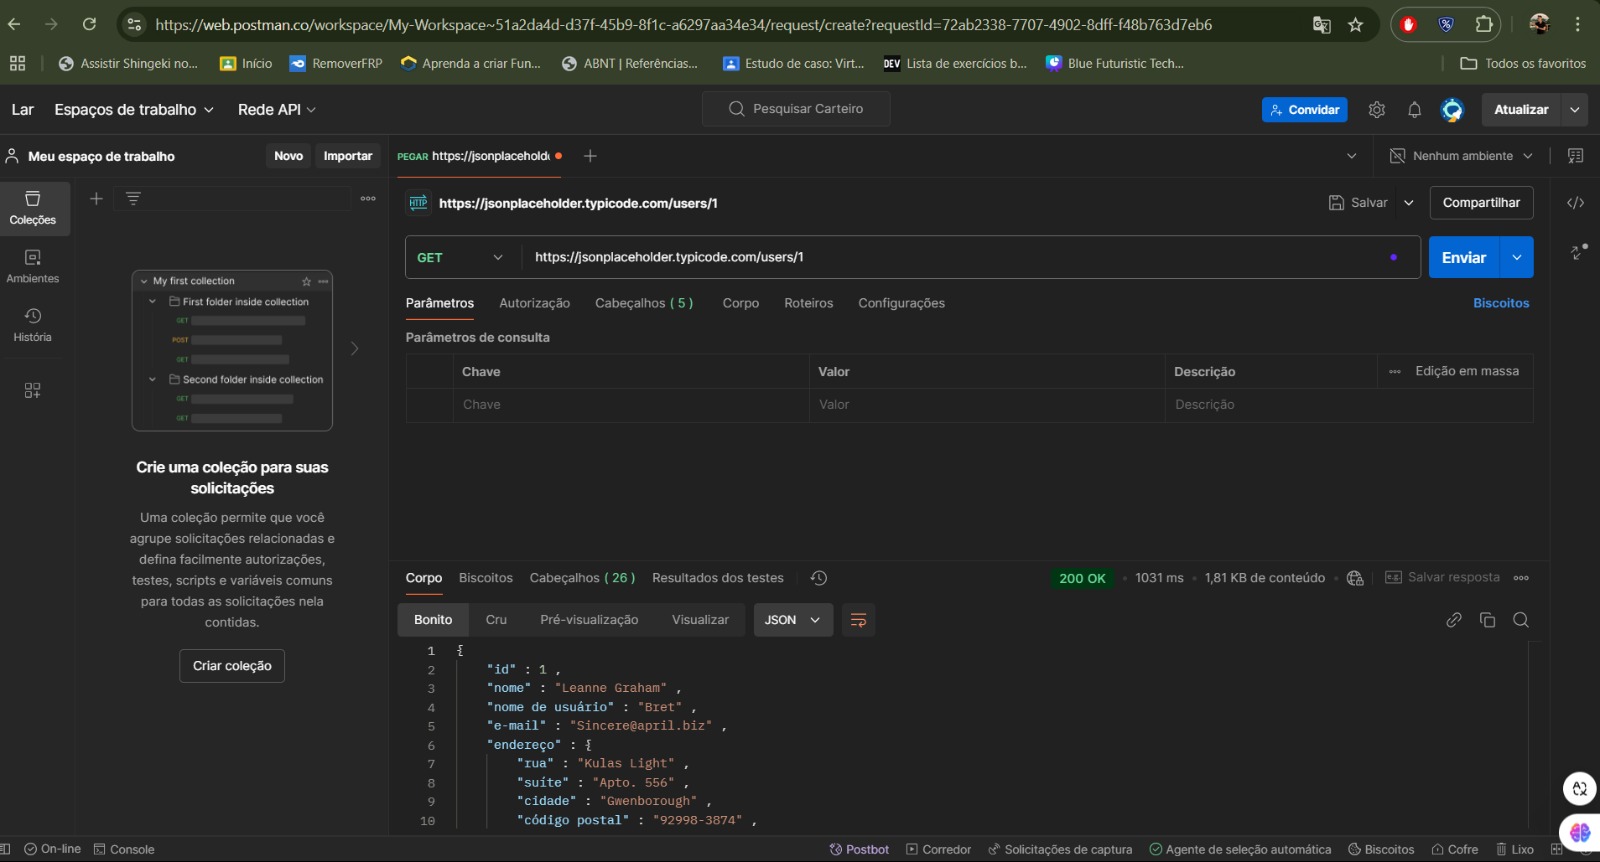 https://web.postman.co/workspace/My-Workspace~51a2da4d-d37f-45b9-8f1c-a6297aa34e34/request/create?requestId=72ab2338-7707-4902-8dff-f48b763d7eb6
Assistir Shingeki no... Início RemoverFRP Aprenda a criar Fun... ABNT | Referências... Estudo de caso: Virt... DEV Lista de exercícios b... Blue Futuristic Tech... Todos os favoritos
Lar Espaços de trabalho Rede API Pesquisar Carteiro Convidar Atualizar
Meu espaço de trabalho Novo Importar PEGAR https://jsonplacehold Nenhum ambiente
Coleções
Ambientes
História
My first collection
First folder inside collection
GET
POST
GET
Second folder inside collection
GET
GET
Crie uma coleção para suas
solicitações
Uma coleção permite que você
agrupe solicitações relacionadas e
defina facilmente autorizações,
testes, scripts e variáveis comuns
para todas as solicitações nela
contidas.
Criar coleção
HTTP https://jsonplaceholder.typicode.com/users/1 Salvar Compartilhar
GET https://jsonplaceholder.typicode.com/users/1 Enviar
Parâmetros Autorização Cabeçalhos ( 5 ) Corpo Roteiros Configurações Biscoitos
Parâmetros de consulta
Chave Valor Descrição Edição em massa
Chave Valor Descrição
Corpo Biscoitos Cabeçalhos ( 26 ) Resultados dos testes 200 OK • 1031 ms • 1,81 KB de conteúdo Salvar resposta
Bonito Cru Pré-visualização Visualizar JSON
1 {
2 "id" : 1 ,
3 "nome" : "Leanne Graham" ,
4 "nome de usuário" : "Bret" ,
5 "e-mail" : "Sincere@april.biz" ,
6 "endereço" : {
7 "rua" : "Kulas Light" ,
8 "suíte" : "Apto. 556" ,
9 "cidade" : "Gwenborough" ,
10 "código postal" : "92998-3874" ,
On-line Console Postbot Corredor Solicitações de captura Agente de seleção automática Biscoitos Cofre Lixo